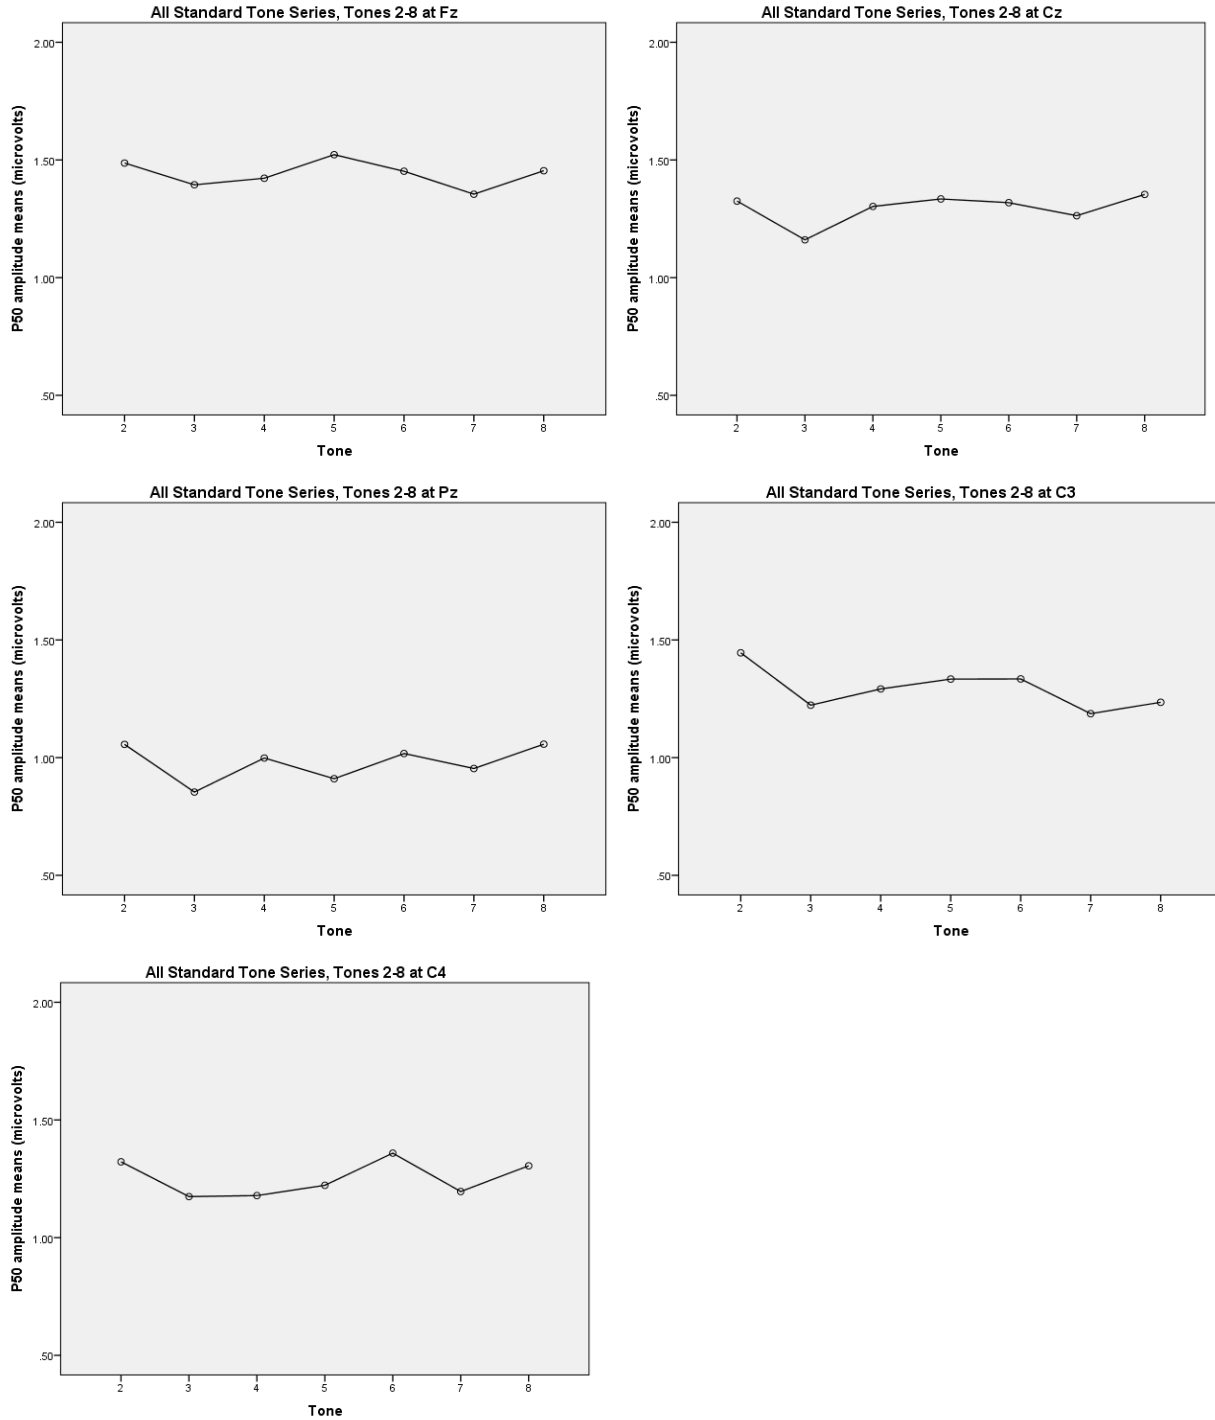 All Standard Tone Series, Tones 2-8 at Fz
P50 amplitude means (microvolts)
2.00
1.50
1.00
.50
2 3 4 5 6 7 8
Tone
All Standard Tone Series, Tones 2-8 at Cz
P50 amplitude means (microvolts)
2.00
1.50
1.00
.50
2 3 4 5 6 7 8
Tone
All Standard Tone Series, Tones 2-8 at Pz
P50 amplitude means (microvolts)
2.00
1.50
1.00
.50
2 3 4 5 6 7 8
Tone
All Standard Tone Series, Tones 2-8 at C3
P50 amplitude means (microvolts)
2.00
1.50
1.00
.50
2 3 4 5 6 7 8
Tone
All Standard Tone Series, Tones 2-8 at C4
P50 amplitude means (microvolts)
2.00
1.50
1.00
.50
2 3 4 5 6 7 8
Tone